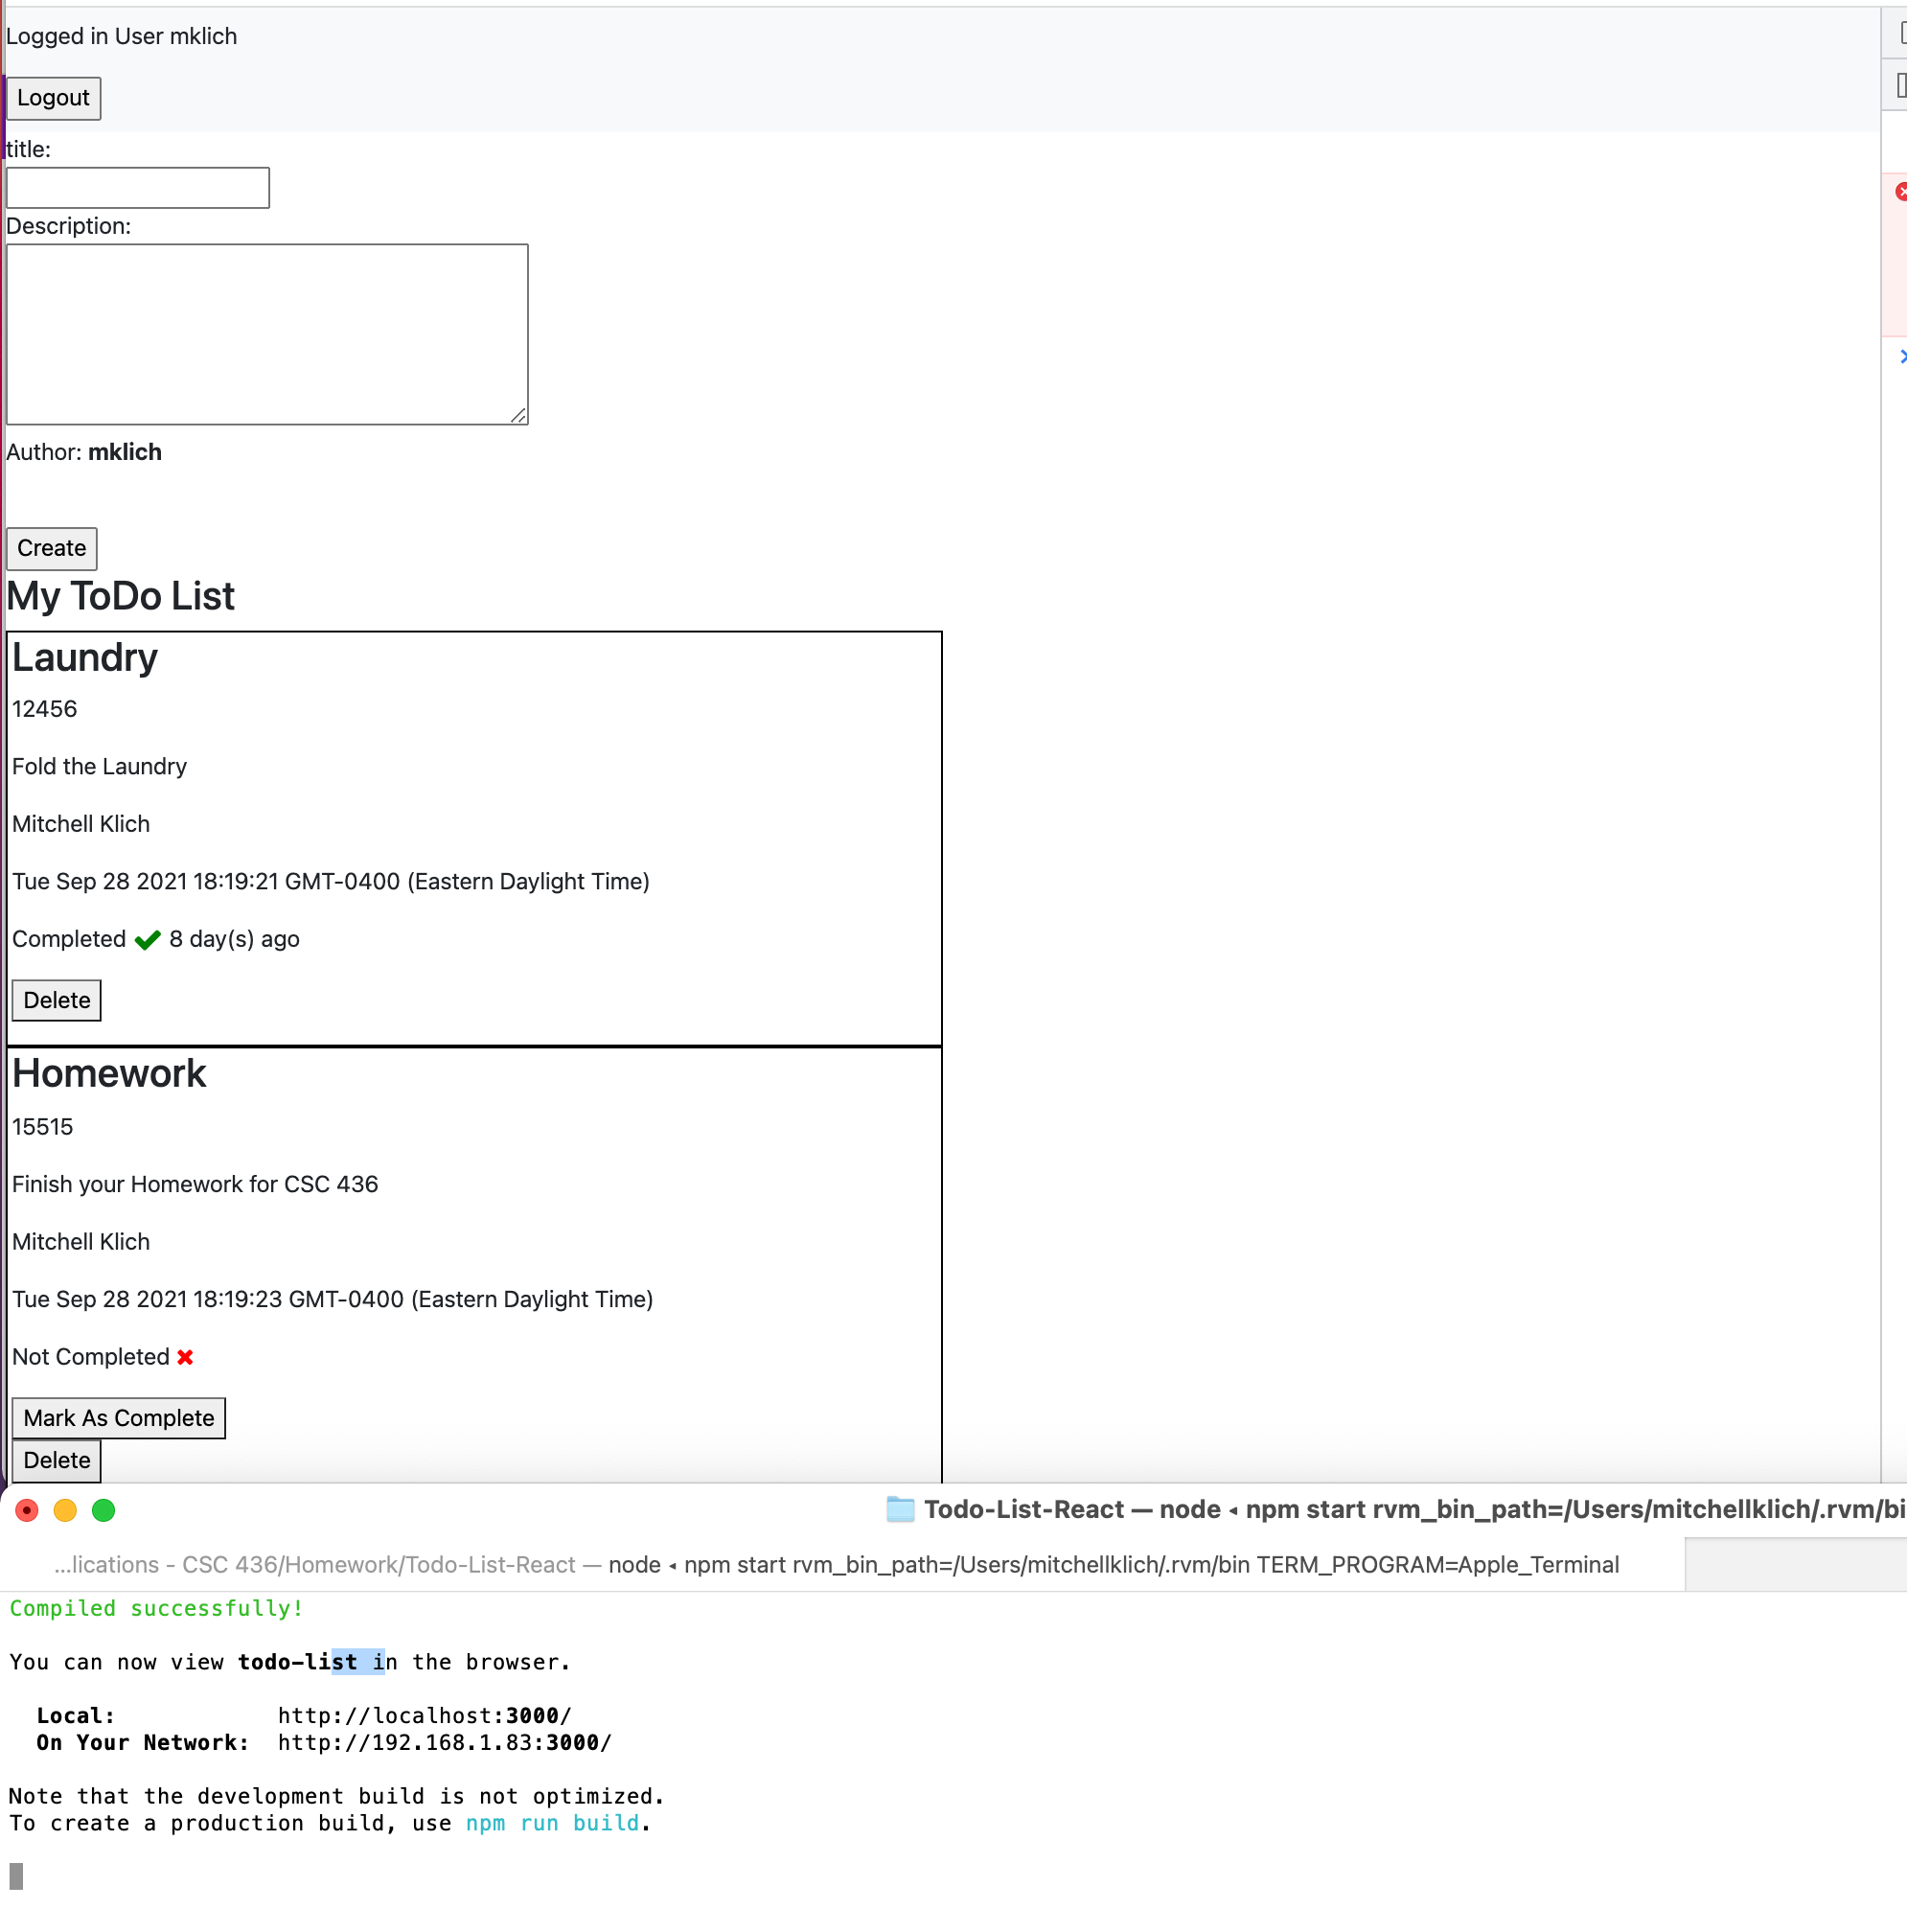 Logged in User mklich
Logout
title:
Description:
Author: mklich
Create
My ToDo List
Laundry
12456
Fold the Laundry
Mitchell Klich
Tue Sep 28 2021 18:19:21 GMT-0400 (Eastern Daylight Time)
Completed ✔ 8 day(s) ago
Delete
Homework
15515
Finish your Homework for CSC 436
Mitchell Klich
Tue Sep 28 2021 18:19:23 GMT-0400 (Eastern Daylight Time)
Not Completed ✖
Mark As Complete
Delete
Todo-List-React — node ◂ npm start rvm_bin_path=/Users/mitchellklich/.rvm/bi
...lications - CSC 436/Homework/Todo-List-React — node ◂ npm start rvm_bin_path=/Users/mitchellklich/.rvm/bin TERM_PROGRAM=Apple_Terminal
Compiled successfully!
You can now view todo-list in the browser.
Local: http://localhost:3000/
On Your Network: http://192.168.1.83:3000/
Note that the development build is not optimized.
To create a production build, use npm run build.